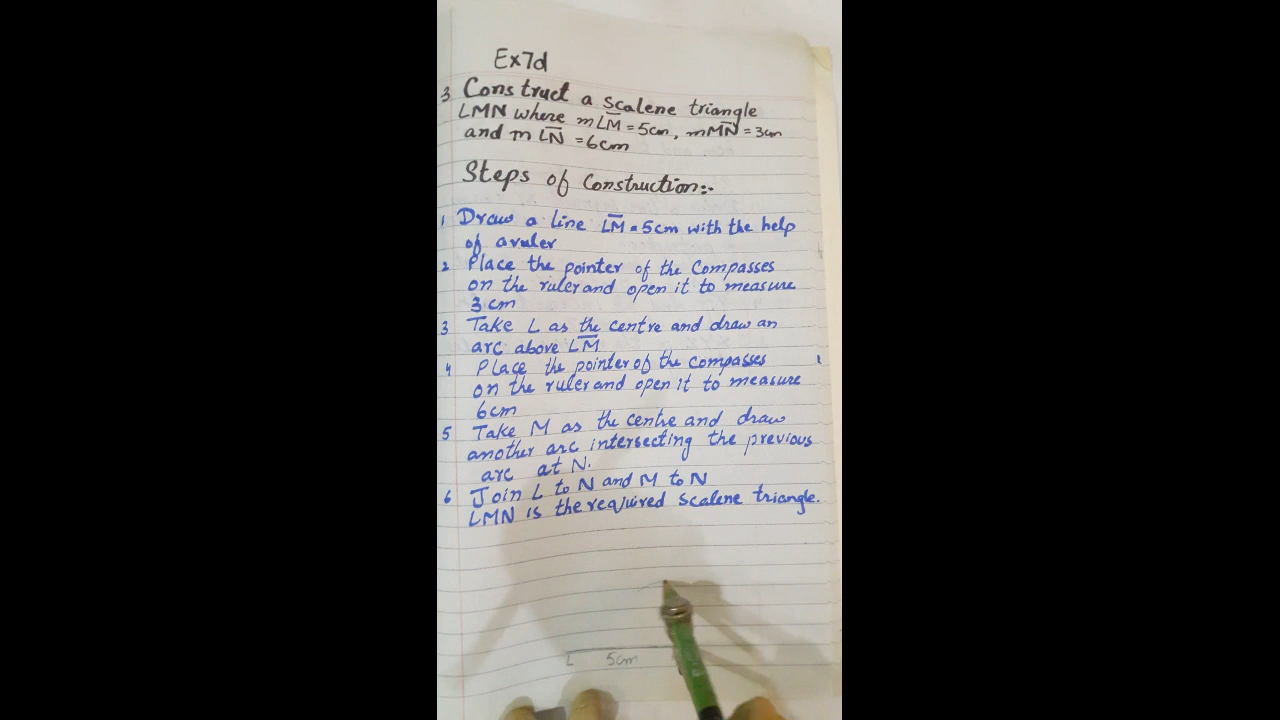 Ex7d
3 Construct a scalene triangle
LMN where mLM = 5cm, mMN = 3cm
and m LN = 6cm
Steps of Construction:-
1 Draw a line LM = 5cm with the help
of a ruler
2 Place the pointer of the Compasses
on the ruler and open it to measure
3 cm
3 Take L as the centre and draw an
arc above LM
4 Place the pointer of the compasses
on the ruler and open it to measure
6cm
5 Take M as the centre and draw
another arc intersecting the previous
arc at N.
6 Join L to N and M to N
LMN is the required scalene triangle.
L 5cm